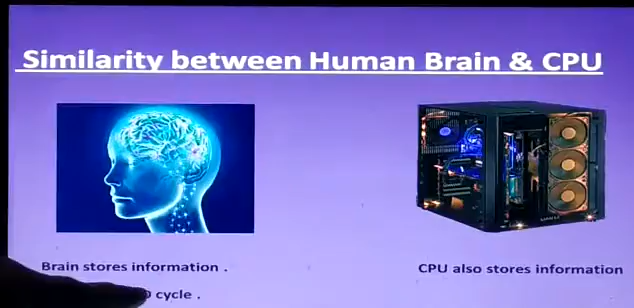 Similarity between Human Brain & CPU
Brain stores information .
CPU also stores information
cycle .